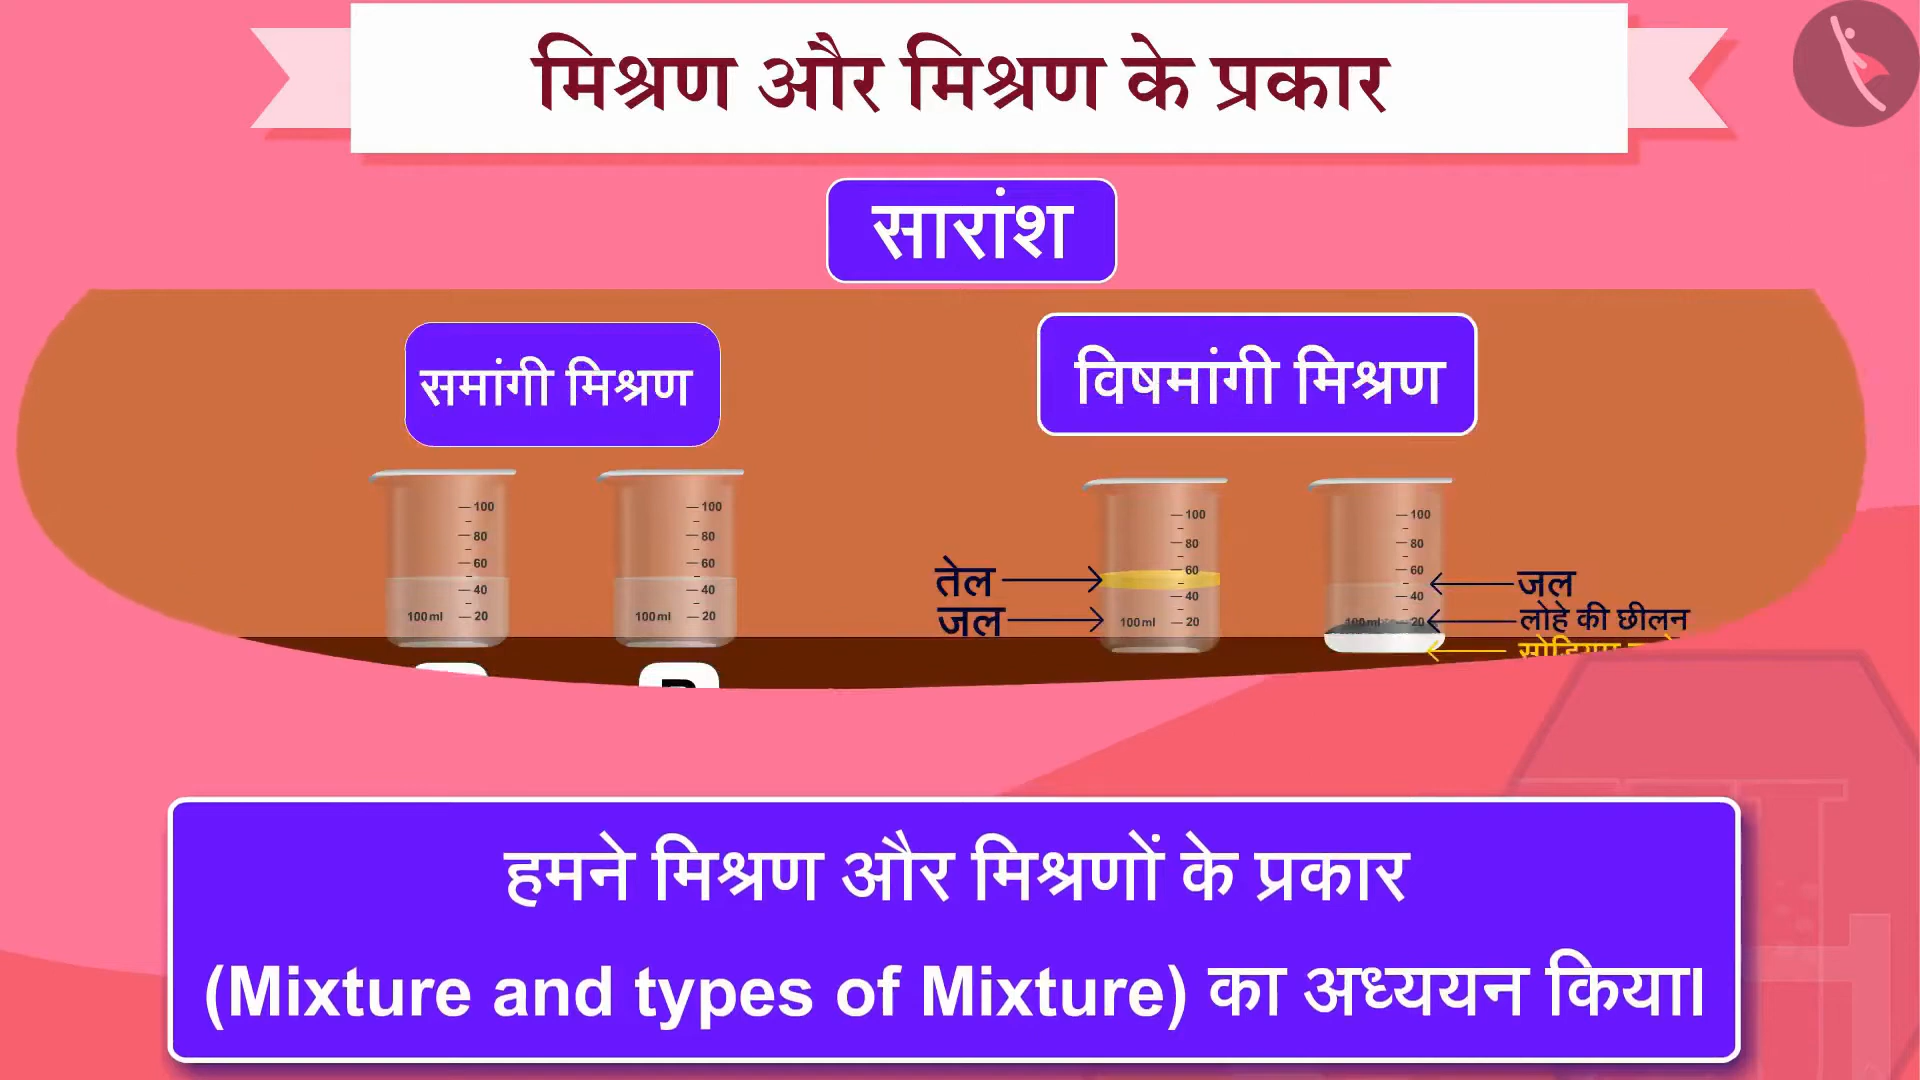 मिश्रण और मिश्रण के प्रकार
सारांश
समांगी मिश्रण
विषमांगी मिश्रण
100
80
60
40
100 ml 20
100
80
60
40
100 ml 20
100
80
60
40
100 ml 20
100
80
60
40
100 ml 20
तेल
जल
जल
लोहे की छीलन
हमने मिश्रण और मिश्रणों के प्रकार
(Mixture and types of Mixture) का अध्ययन किया।